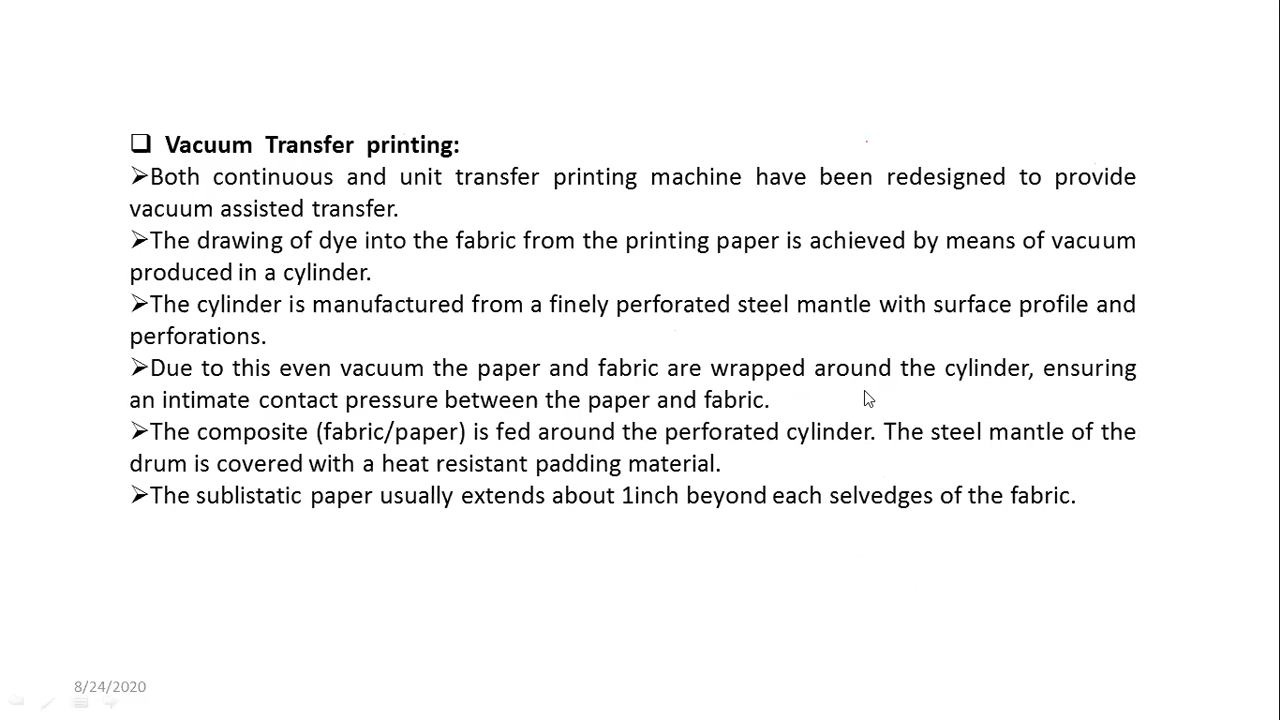 ❑ Vacuum Transfer printing:
➢Both continuous and unit transfer printing machine have been redesigned to provide
vacuum assisted transfer.
➢The drawing of dye into the fabric from the printing paper is achieved by means of vacuum
produced in a cylinder.
➢The cylinder is manufactured from a finely perforated steel mantle with surface profile and
perforations.
➢Due to this even vacuum the paper and fabric are wrapped around the cylinder, ensuring
an intimate contact pressure between the paper and fabric.
➢The composite (fabric/paper) is fed around the perforated cylinder. The steel mantle of the
drum is covered with a heat resistant padding material.
➢The sublistatic paper usually extends about 1inch beyond each selvedges of the fabric.
8/24/2020